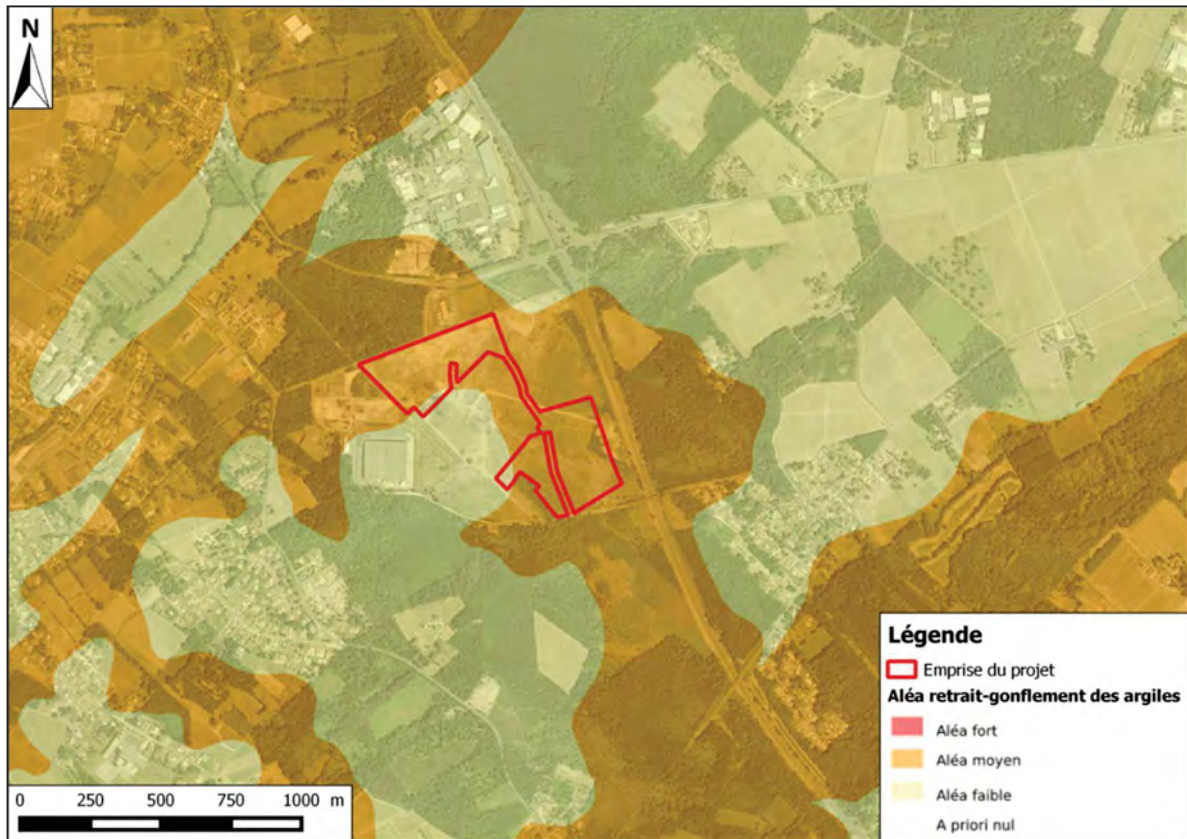 N
Légende
Emprise du projet
Aléa retrait-gonflement des argiles
Aléa fort
Aléa moyen
Aléa faible
A priori nul
0 250 500 750 1000 m